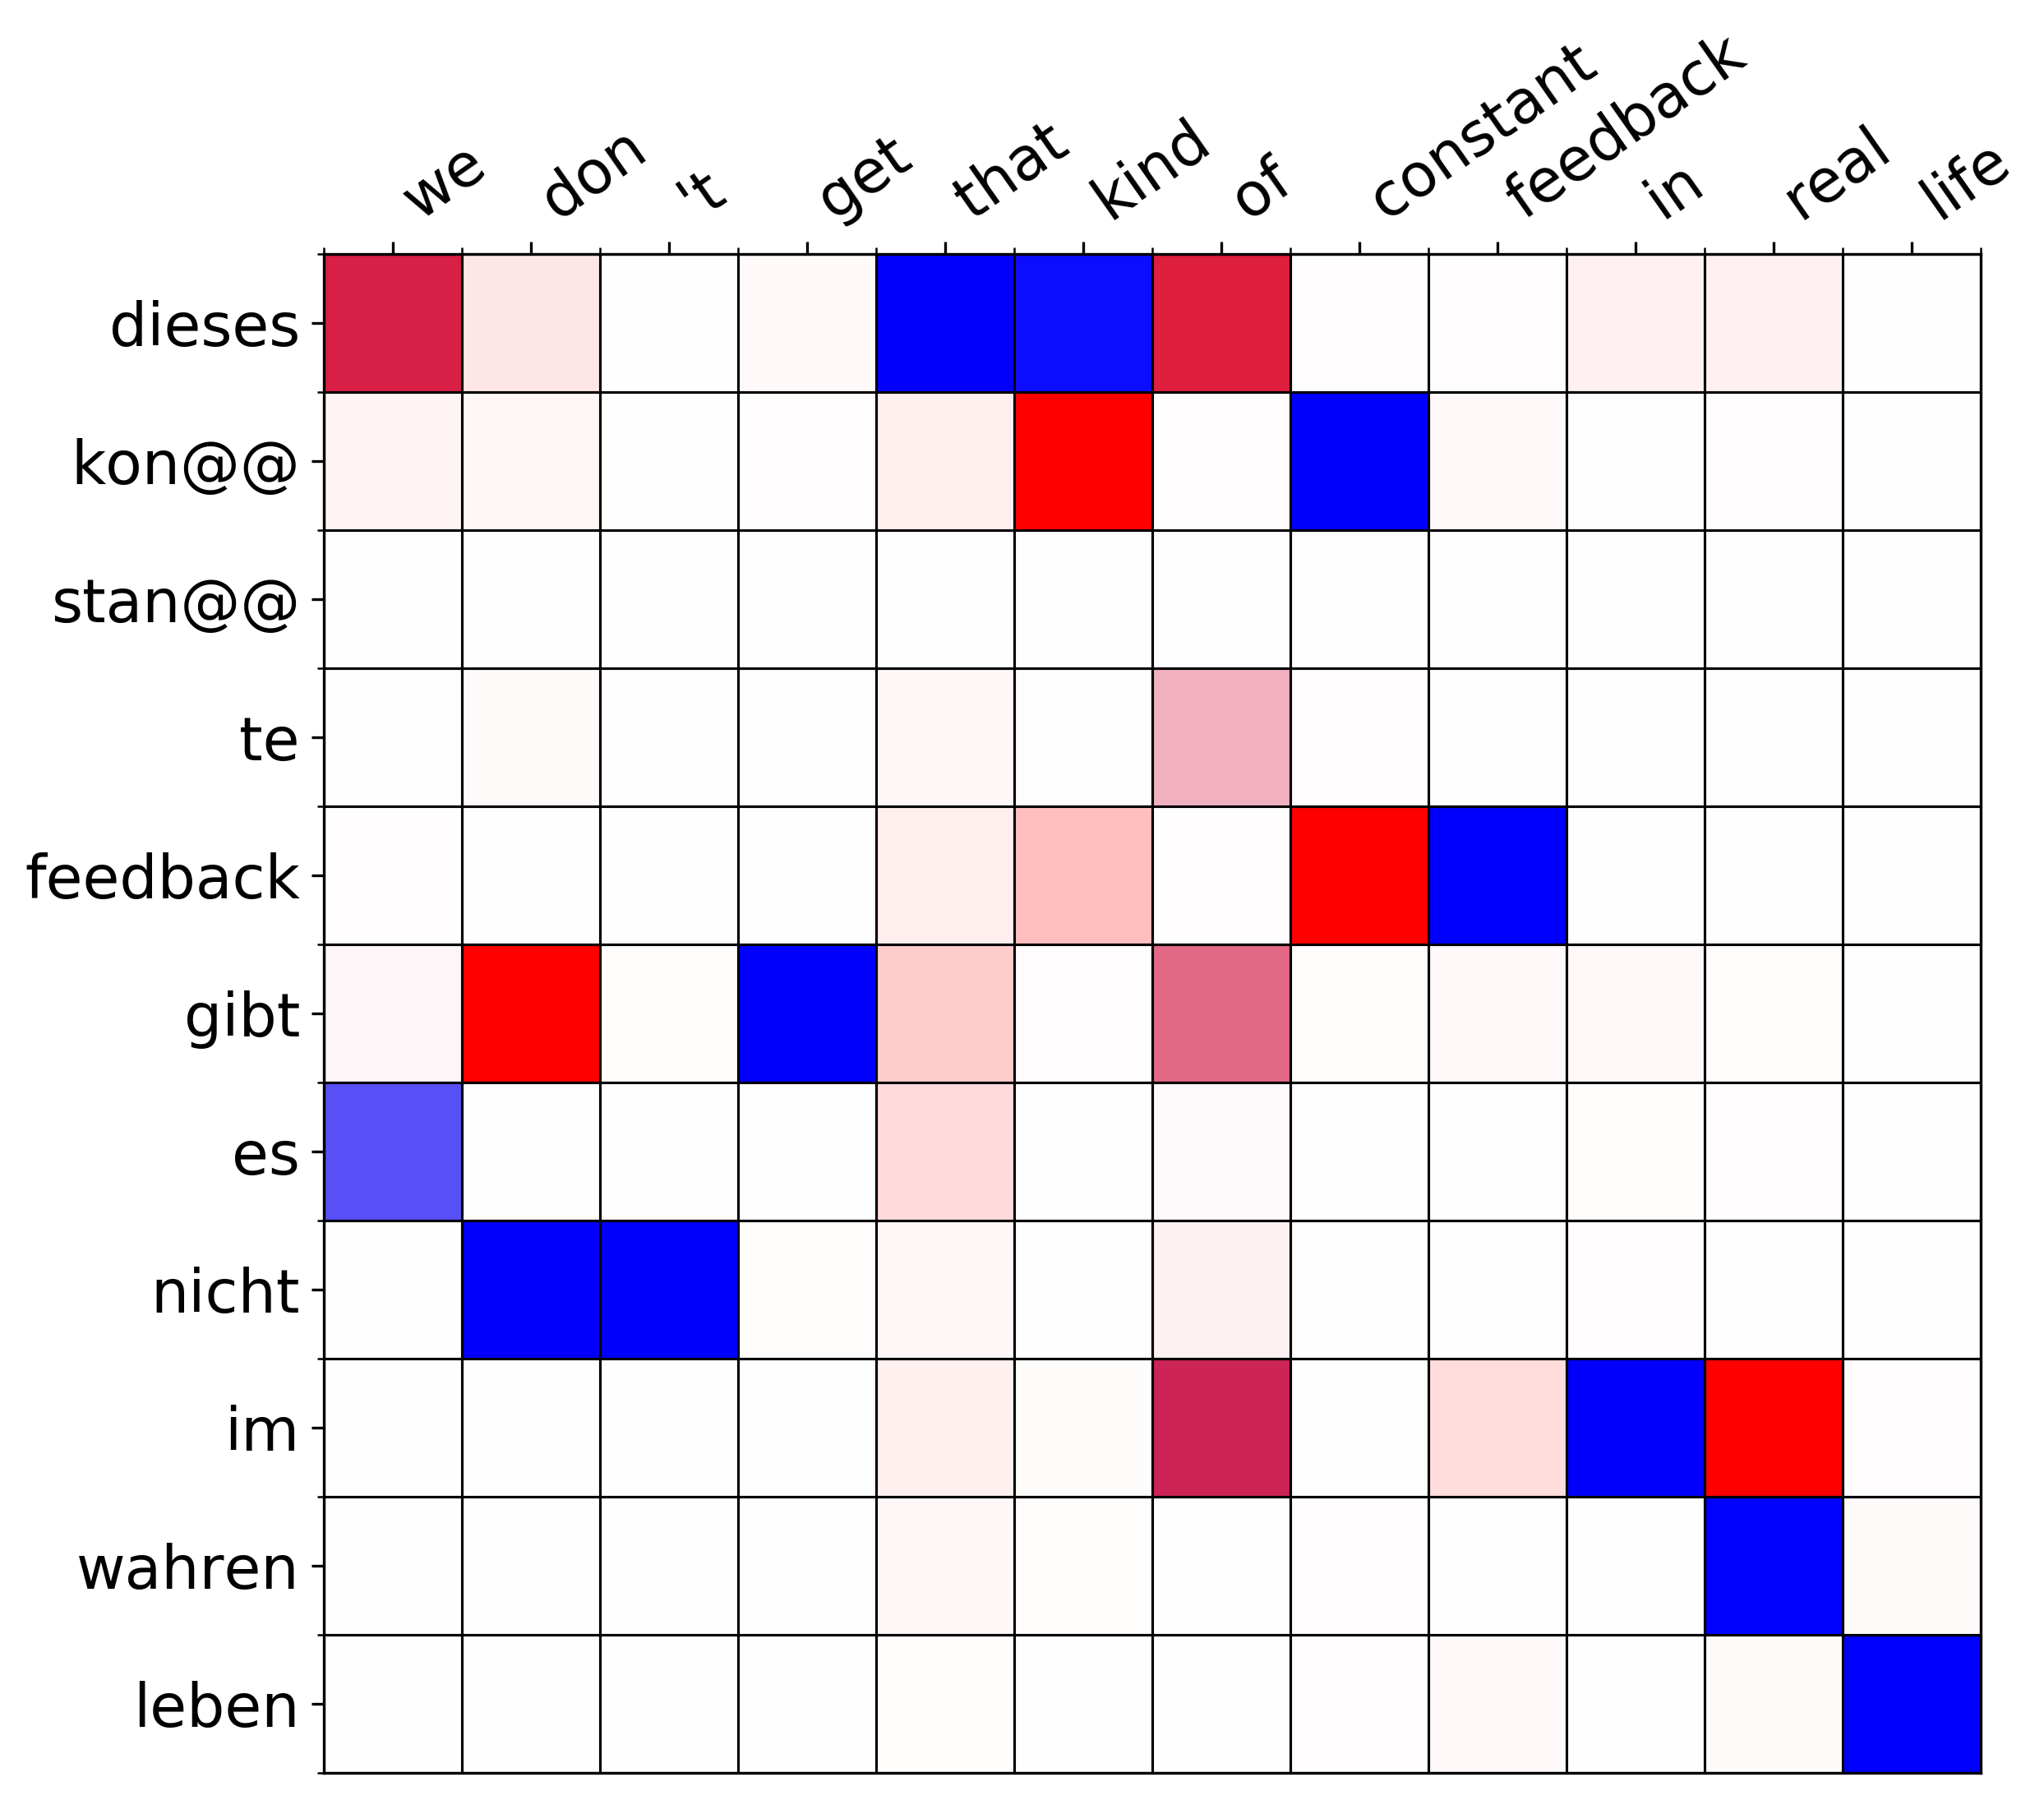 we don 't get that kind of constant feedback in real life
dieses
kon@@
stan@@
te
feedback
gibt
es
nicht
im
wahren
leben